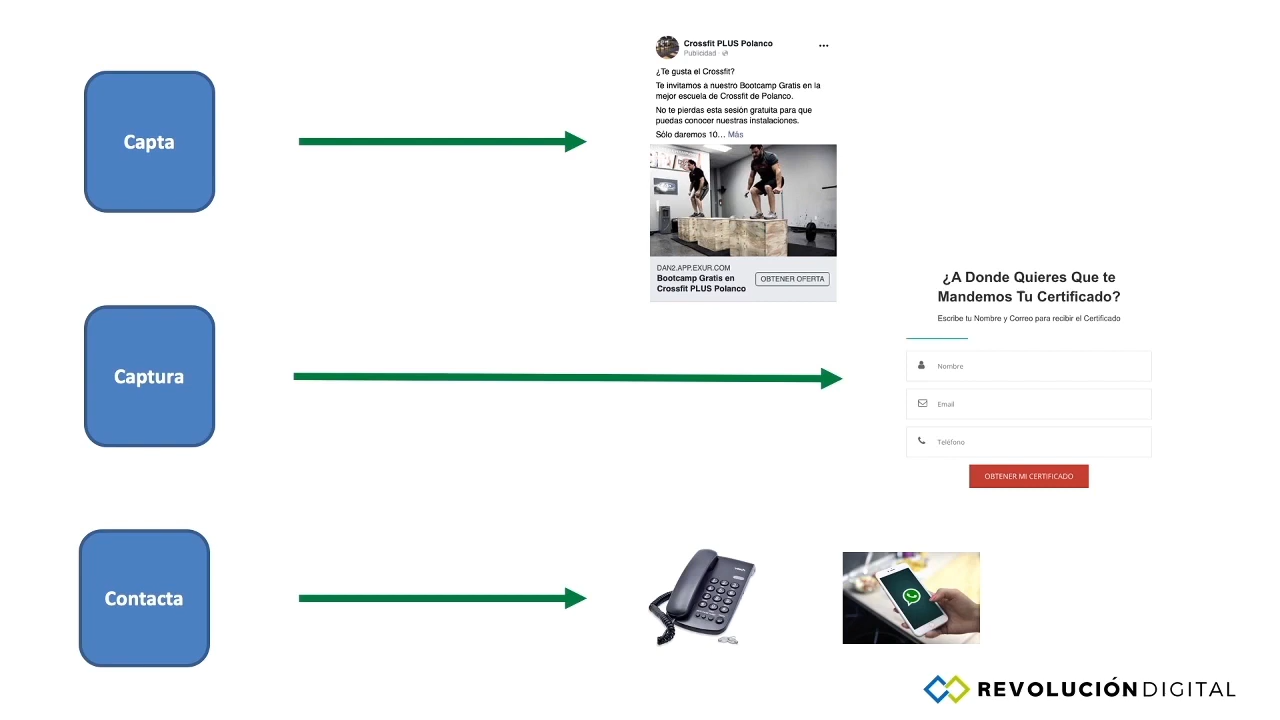 Capta
Crossfit PLUS Polanco
Publicidad ·
¿Te gusta el Crossfit?
Te invitamos a nuestro Bootcamp Gratis en la
mejor escuela de Crossfit de Polanco.
No te pierdas esta sesión gratuita para que
puedas conocer nuestras instalaciones.
Sólo daremos 10... Más
DAN2.APP.EXUR.COM
Bootcamp Gratis en
Crossfit PLUS Polanco
OBTENER OFERTA
Captura
¿A Donde Quieres Que te
Mandemos Tu Certificado?
Escribe tu Nombre y Correo para recibir el Certificado
Nombre
Email
Teléfono
OBTENER MI CERTIFICADO
Contacta
REVOLUCIÓN DIGITAL